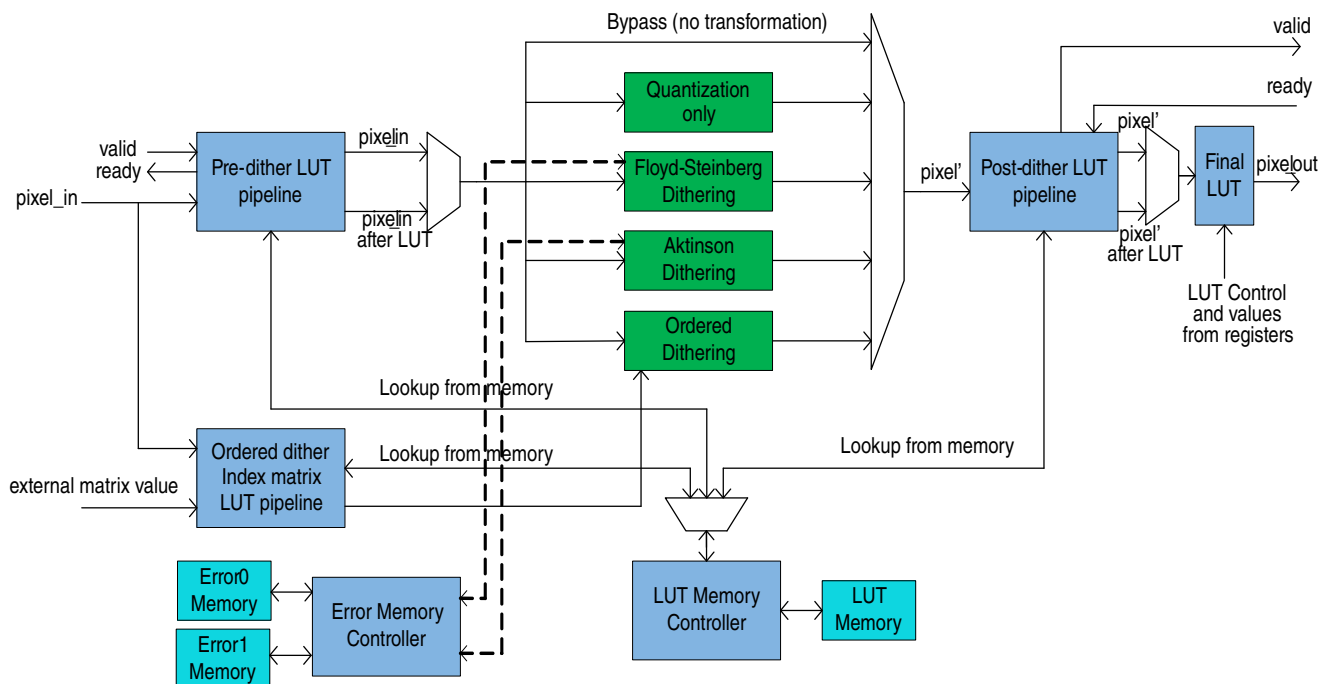 Bypass (no transformation)
valid
ready
Quantization
only
valid
ready
pixel_in
Pre-dither LUT
pipeline
pixel_in
pixel_in
after LUT
Floyd-Steinberg
Dithering
Aktinson
Dithering
Ordered
Dithering
pixel'
Post-dither LUT
pipeline
pixel'
pixel'
after LUT
Final
LUT
pixelout
LUT Control
and values
from registers
Lookup from memory
Lookup from memory
Lookup from memory
external matrix value
Ordered dither
Index matrix
LUT pipeline
Error0
Memory
Error1
Memory
Error Memory
Controller
LUT Memory
Controller
LUT
Memory